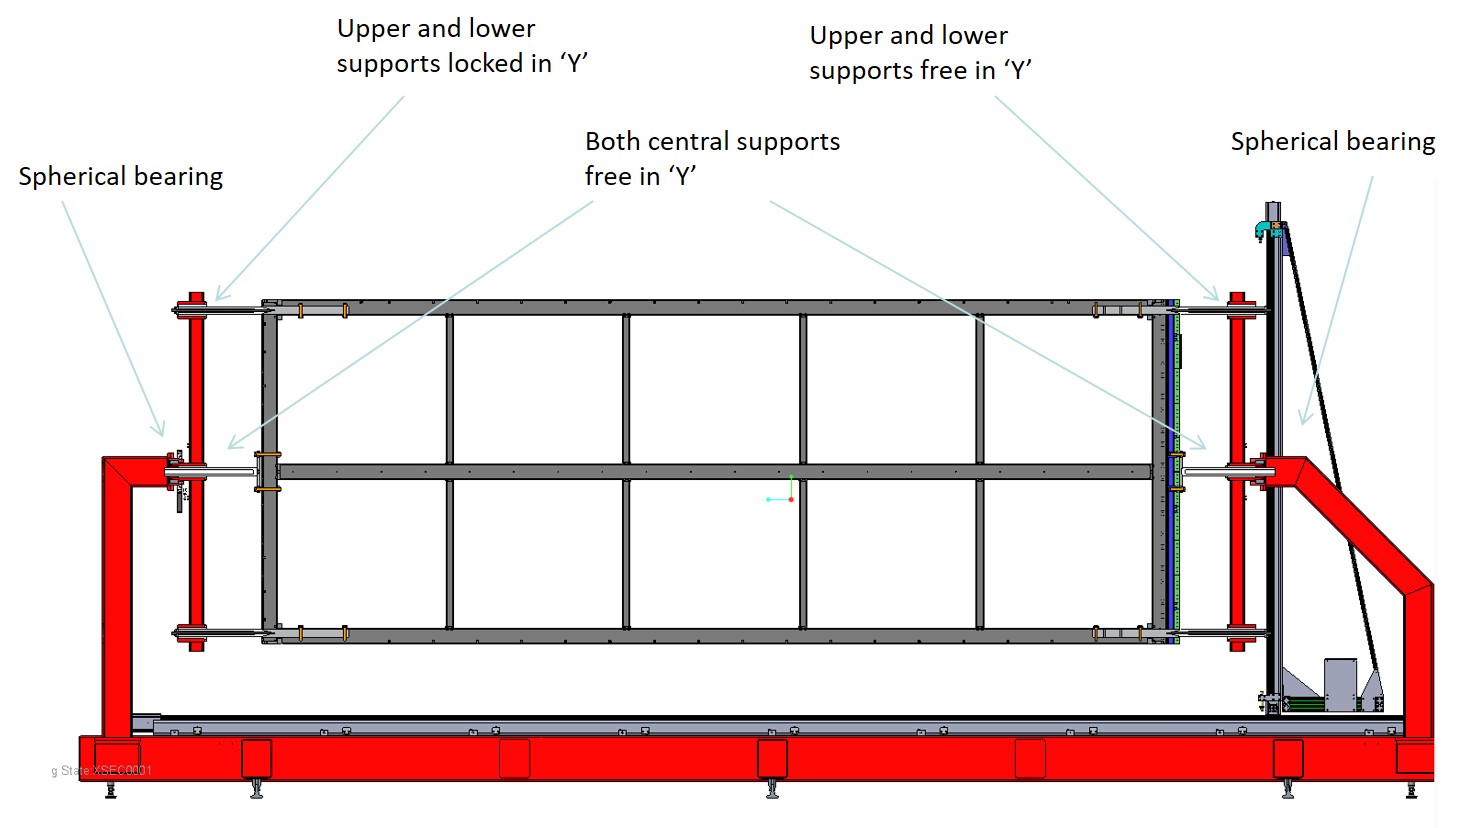 Upper and lower
supports locked in ‘Y’
Upper and lower
supports free in ‘Y’
Both central supports
free in ‘Y’
Spherical bearing
Spherical bearing
g State:XSEC0001